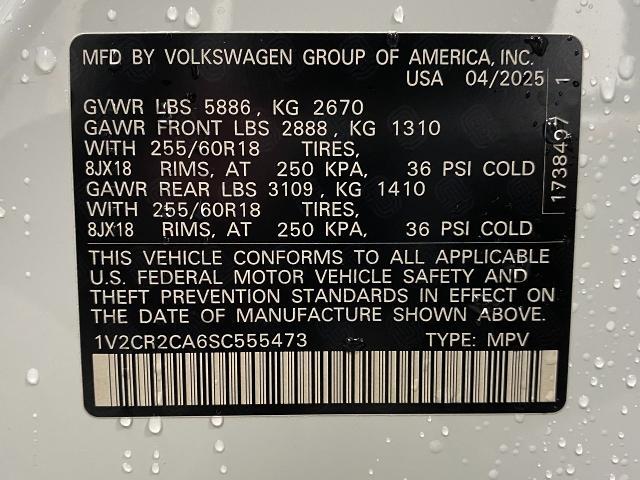 MFD BY VOLKSWAGEN GROUP OF AMERICA, INC.
USA 04/2025
GVWR LBS 5886, KG 2670
GAWR FRONT LBS 2888, KG 1310
WITH 255/60R18 TIRES,
8JX18 RIMS, AT 250 KPA, 36 PSI COLD
GAWR REAR LBS 3109, KG 1410
WITH 255/60R18 TIRES,
8JX18 RIMS, AT 250 KPA, 36 PSI COLD
1738497 1
THIS VEHICLE CONFORMS TO ALL APPLICABLE
U.S. FEDERAL MOTOR VEHICLE SAFETY AND
THEFT PREVENTION STANDARDS IN EFFECT ON
THE DATE OF MANUFACTURE SHOWN ABOVE.
1V2CR2CA6SC555473 TYPE: MPV